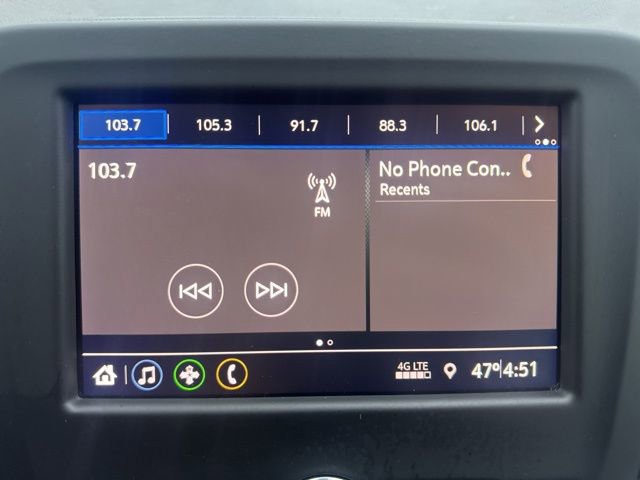 103.7 105.3 91.7 88.3 106.1
103.7
FM
No Phone Con..
Recents
4G LTE 47° 4:51